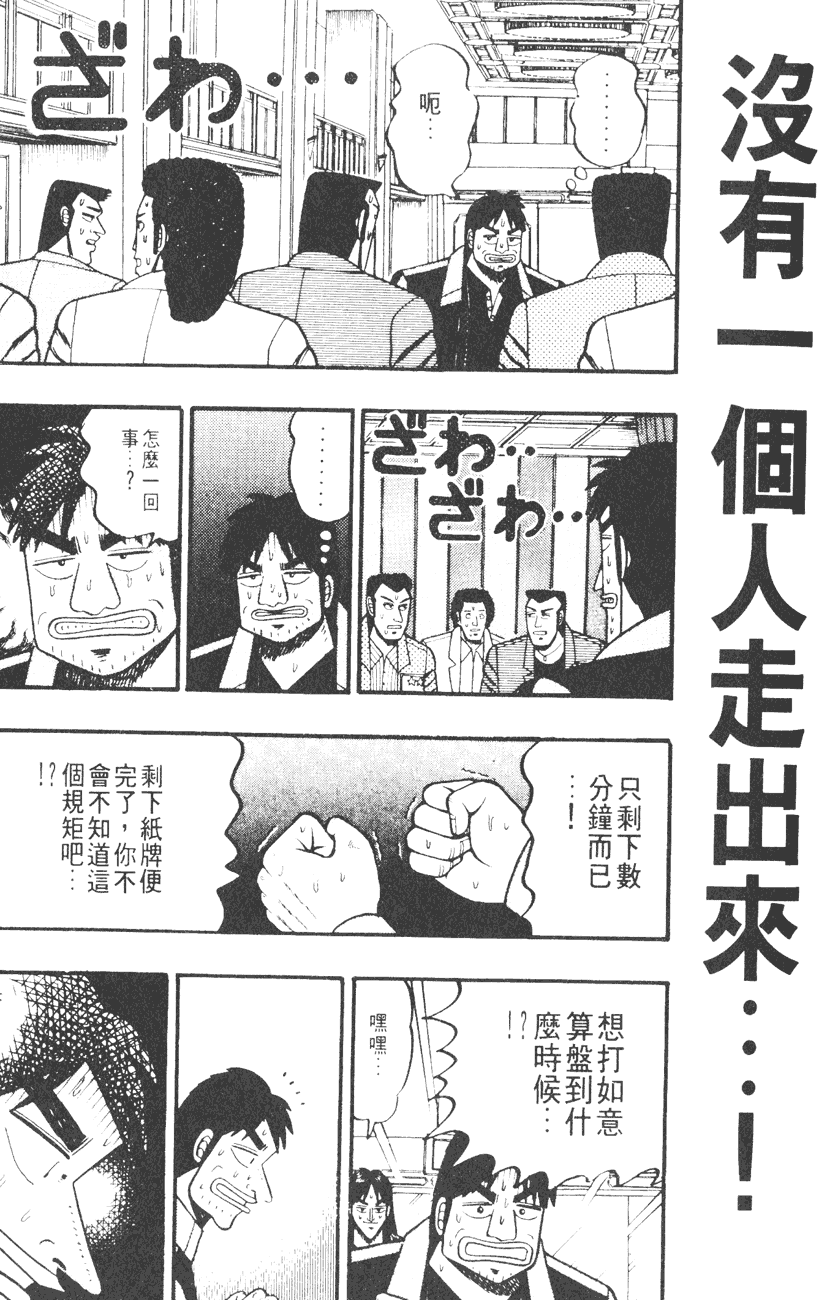 沒有一個人走出來…！
………
呃…
ざわ…
ざわ…
ざわ…
………
怎麼一回
事…？
只剩下數
分鐘而已
…！
剩下紙牌便
完了，你不
會不知道這
個規矩吧…
！？
想打如意
算盤到什
麼時候…
！？
嘿嘿…